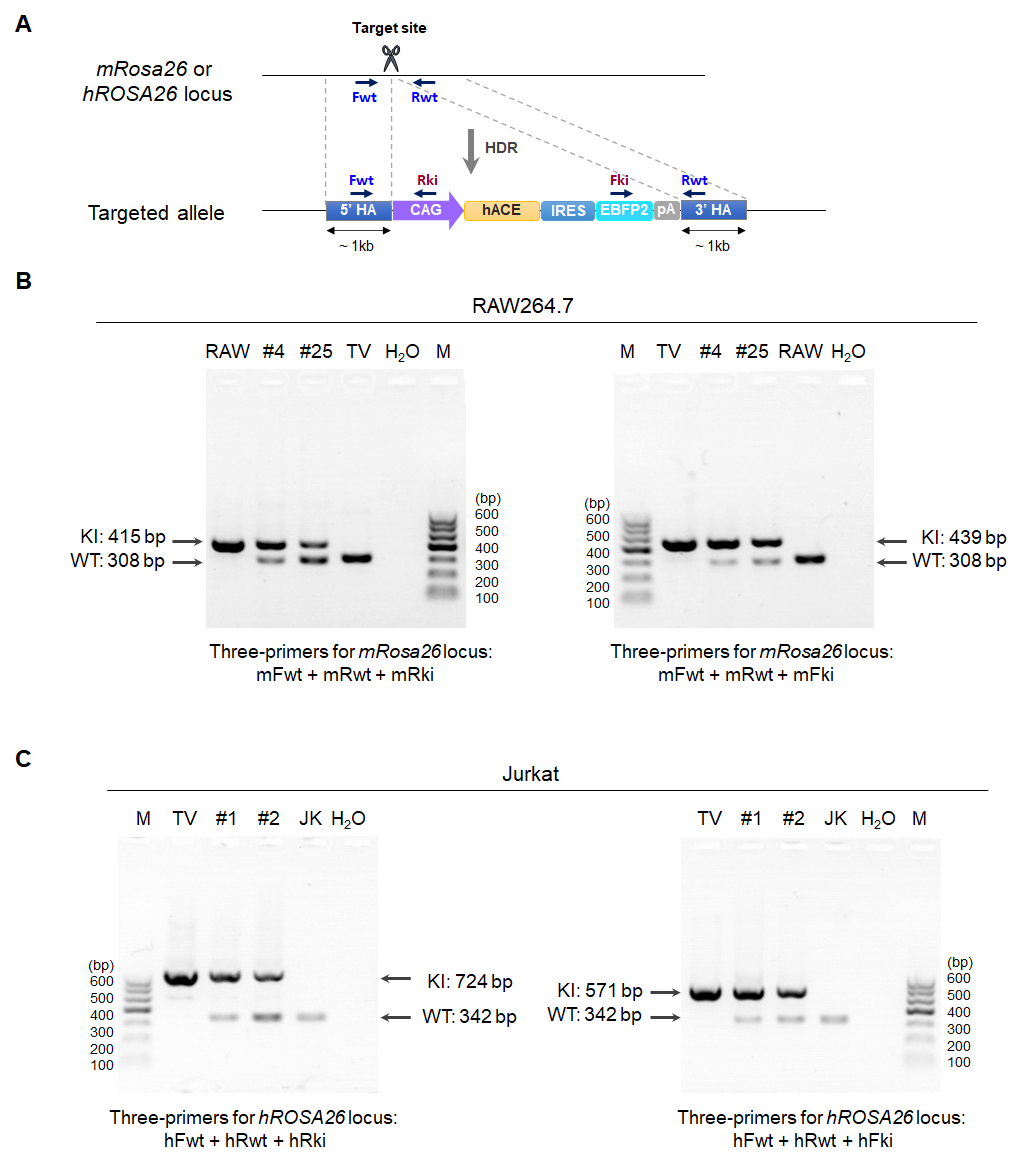 A
Target site
mRosa26 or
hROSA26 locus
Fwt
Rwt
HDR
Fwt
Rki
Fki
Rwt
Targeted allele
5' HA
CAG
hACE
IRES
EBFP2
pA
3' HA
~ 1kb
~ 1kb
B
RAW264.7
RAW #4 #25 TV H₂O M
M TV #4 #25 RAW H₂O
(bp)
600
500
400
300
200
100
KI: 415 bp
WT: 308 bp
(bp)
600
500
400
300
200
100
KI: 439 bp
WT: 308 bp
Three-primers for mRosa26 locus:
mFwt + mRwt + mRki
Three-primers for mRosa26 locus:
mFwt + mRwt + mFki
C
Jurkat
M TV #1 #2 JK H₂O
TV #1 #2 JK H₂O M
(bp)
600
500
400
300
200
100
KI: 724 bp
WT: 342 bp
KI: 571 bp
WT: 342 bp
(bp)
600
500
400
300
200
100
Three-primers for hROSA26 locus:
hFwt + hRwt + hRki
Three-primers for hROSA26 locus:
hFwt + hRwt + hFki